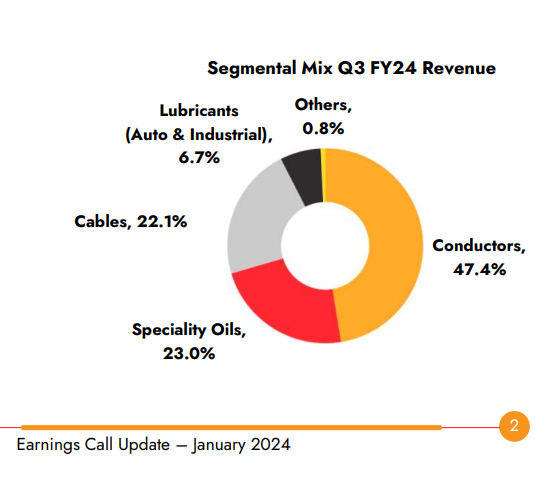 Segmental Mix Q3 FY24 Revenue
Others,
0.8%
Lubricants
(Auto & Industrial),
6.7%
Cables, 22.1%
Conductors,
47.4%
Speciality Oils,
23.0%
2
Earnings Call Update – January 2024